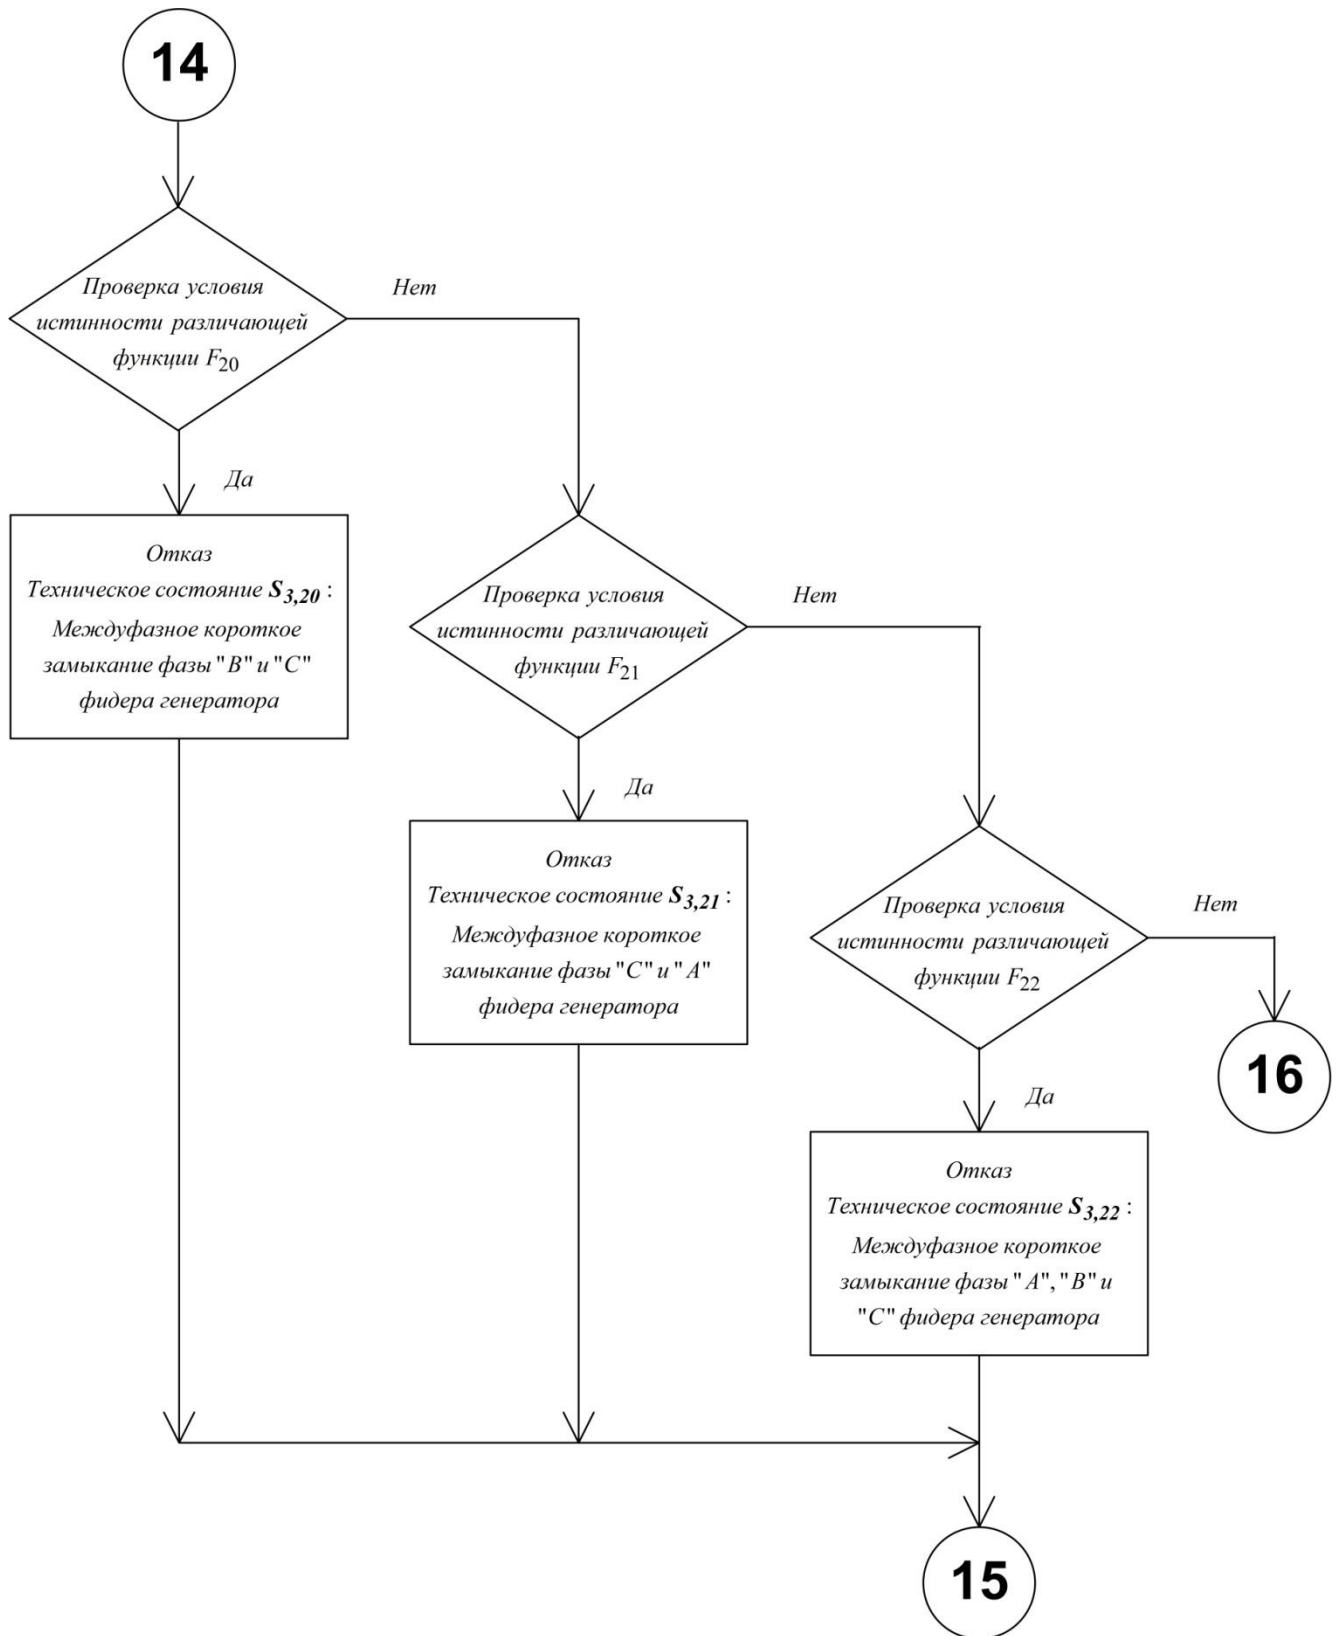 14
Проверка условия
истинности различающей
функции F20
Нет
Да
Отказ
Техническое состояние S3,20 :
Междуфазное короткое
замыкание фазы "В" и "С"
фидера генератора
Проверка условия
истинности различающей
функции F21
Нет
Да
Отказ
Техническое состояние S3,21 :
Междуфазное короткое
замыкание фазы "С" и "А"
фидера генератора
Проверка условия
истинности различающей
функции F22
Нет
16
Да
Отказ
Техническое состояние S3,22 :
Междуфазное короткое
замыкание фазы "А", "В" и
"С" фидера генератора
15